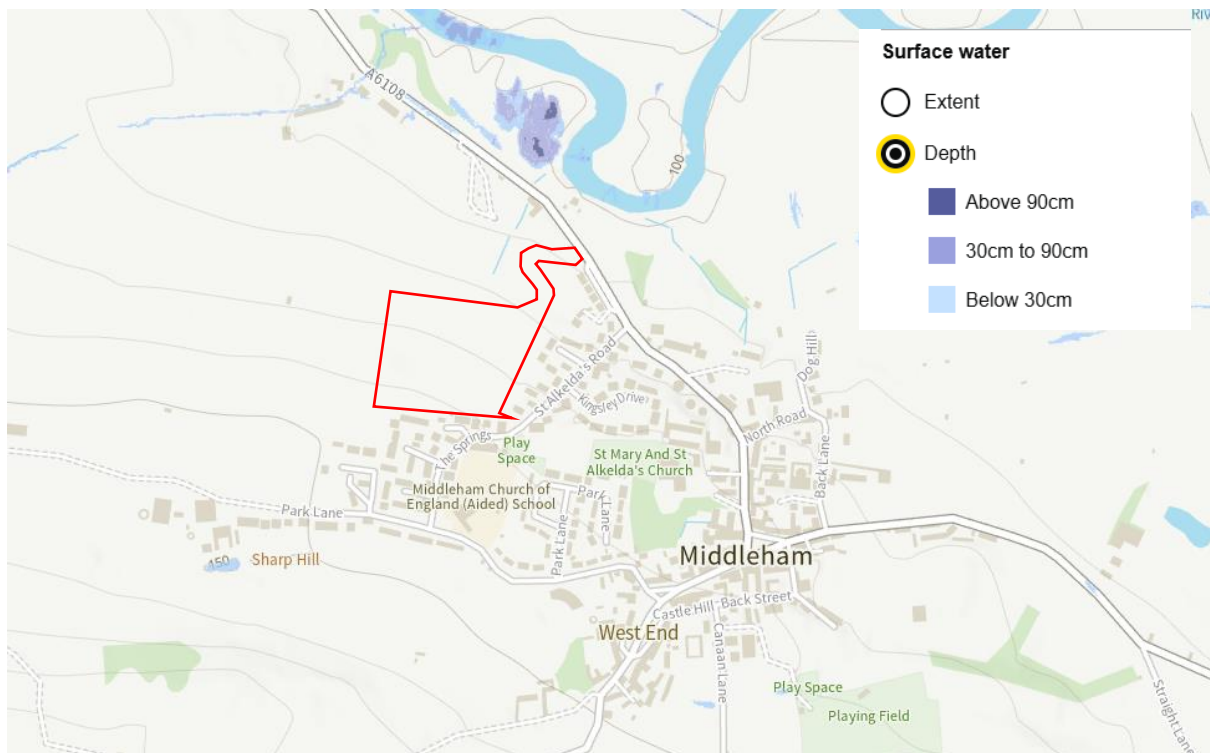 Riv
Surface water
Extent
Depth
Above 90cm
30cm to 90cm
Below 30cm
A6108
100
St Alkelda's Road
Kingsley Drive
Dog Hill
North Road
Back Lane
The Springs
Play
Space
St Mary And St
Alkelda's Church
Middleham Church of
England (Aided) School
Park Lane
Park Lane
Park Lane
150
Sharp Hill
Middleham
Castle Hill
Back Street
West End
Canaan Lane
Play Space
Playing Field
Straight Lane